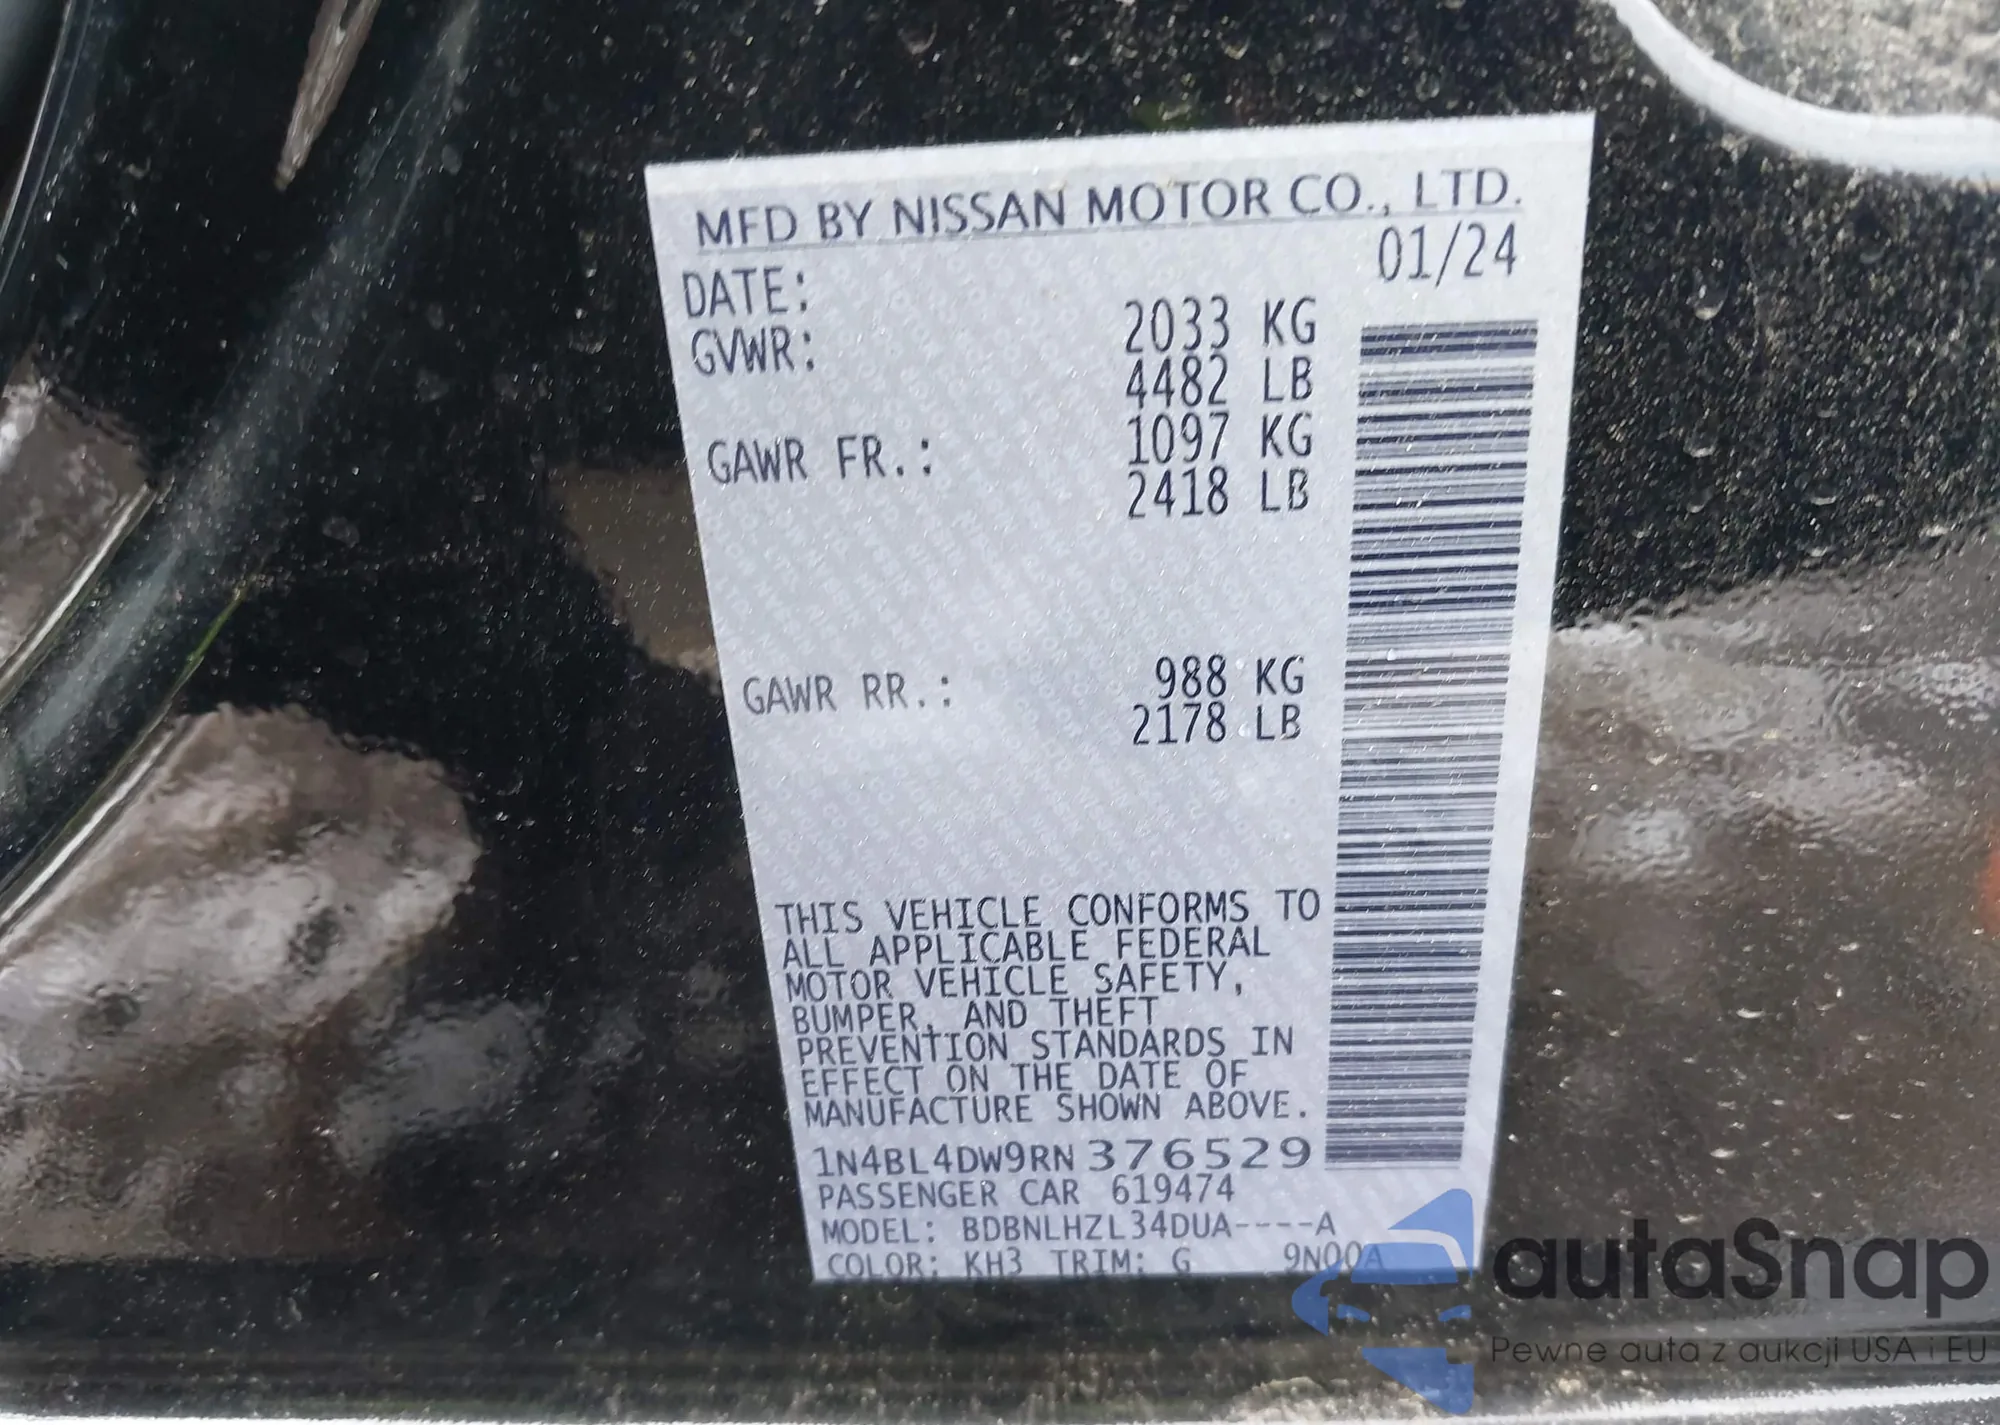 MFD BY NISSAN MOTOR CO., LTD.
DATE: 01/24
GVWR: 2033 KG
4482 LB
GAWR FR.: 1097 KG
2418 LB
GAWR RR.: 988 KG
2178 LB
THIS VEHICLE CONFORMS TO
ALL APPLICABLE FEDERAL
MOTOR VEHICLE SAFETY,
BUMPER, AND THEFT
PREVENTION STANDARDS IN
EFFECT ON THE DATE OF
MANUFACTURE SHOWN ABOVE.
1N4BL4DW9RN376529
PASSENGER CAR 619474
MODEL: BDBNLHZL34DUA----A
COLOR: KH3 TRIM: G 9N00A
autaSnap
Pewne auta z aukcji USA i EU